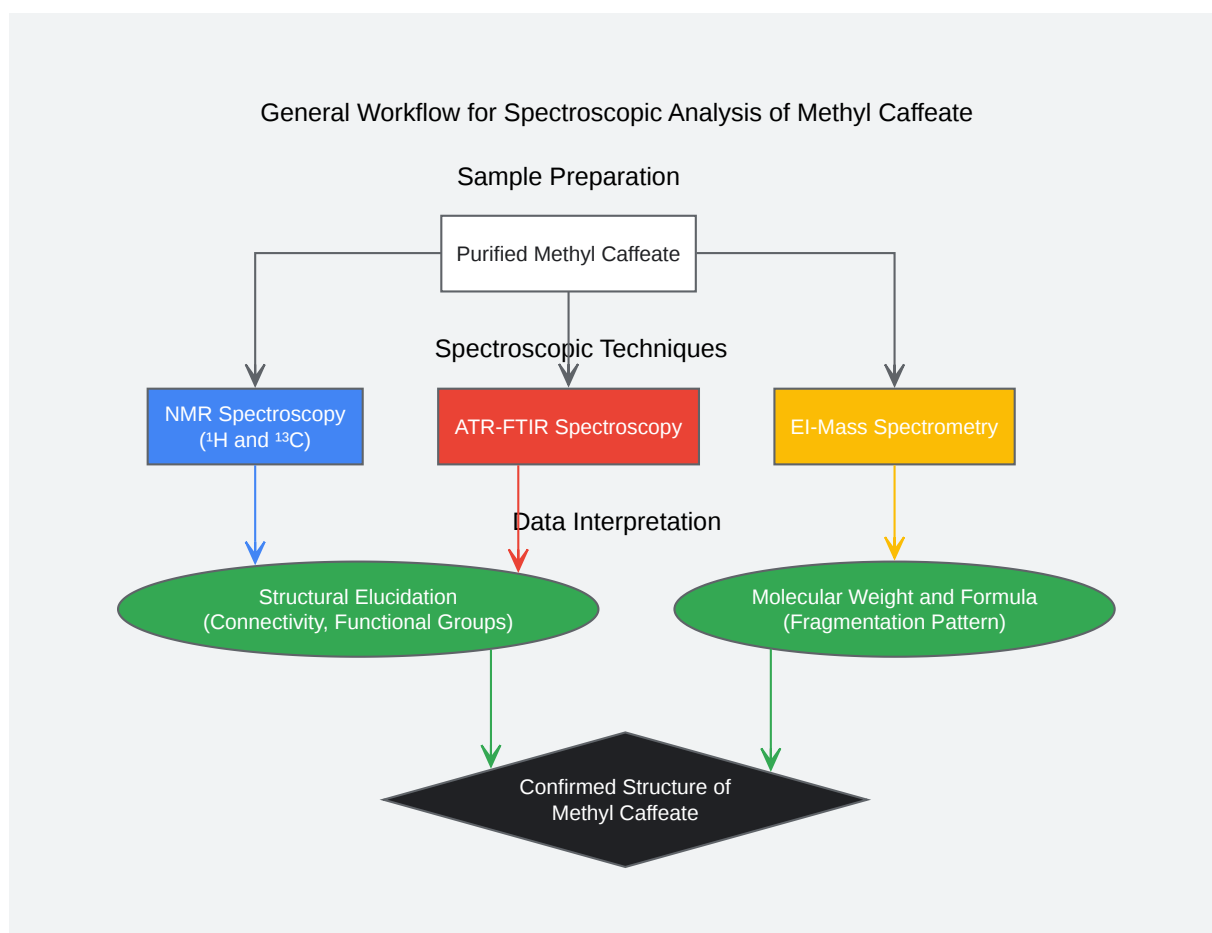 General Workflow for Spectroscopic Analysis of Methyl Caffeate
Sample Preparation
Purified Methyl Caffeate
Spectroscopic Techniques
NMR Spectroscopy
(¹H and ¹³C)
ATR-FTIR Spectroscopy
EI-Mass Spectrometry
Data Interpretation
Structural Elucidation
(Connectivity, Functional Groups)
Molecular Weight and Formula
(Fragmentation Pattern)
Confirmed Structure of
Methyl Caffeate